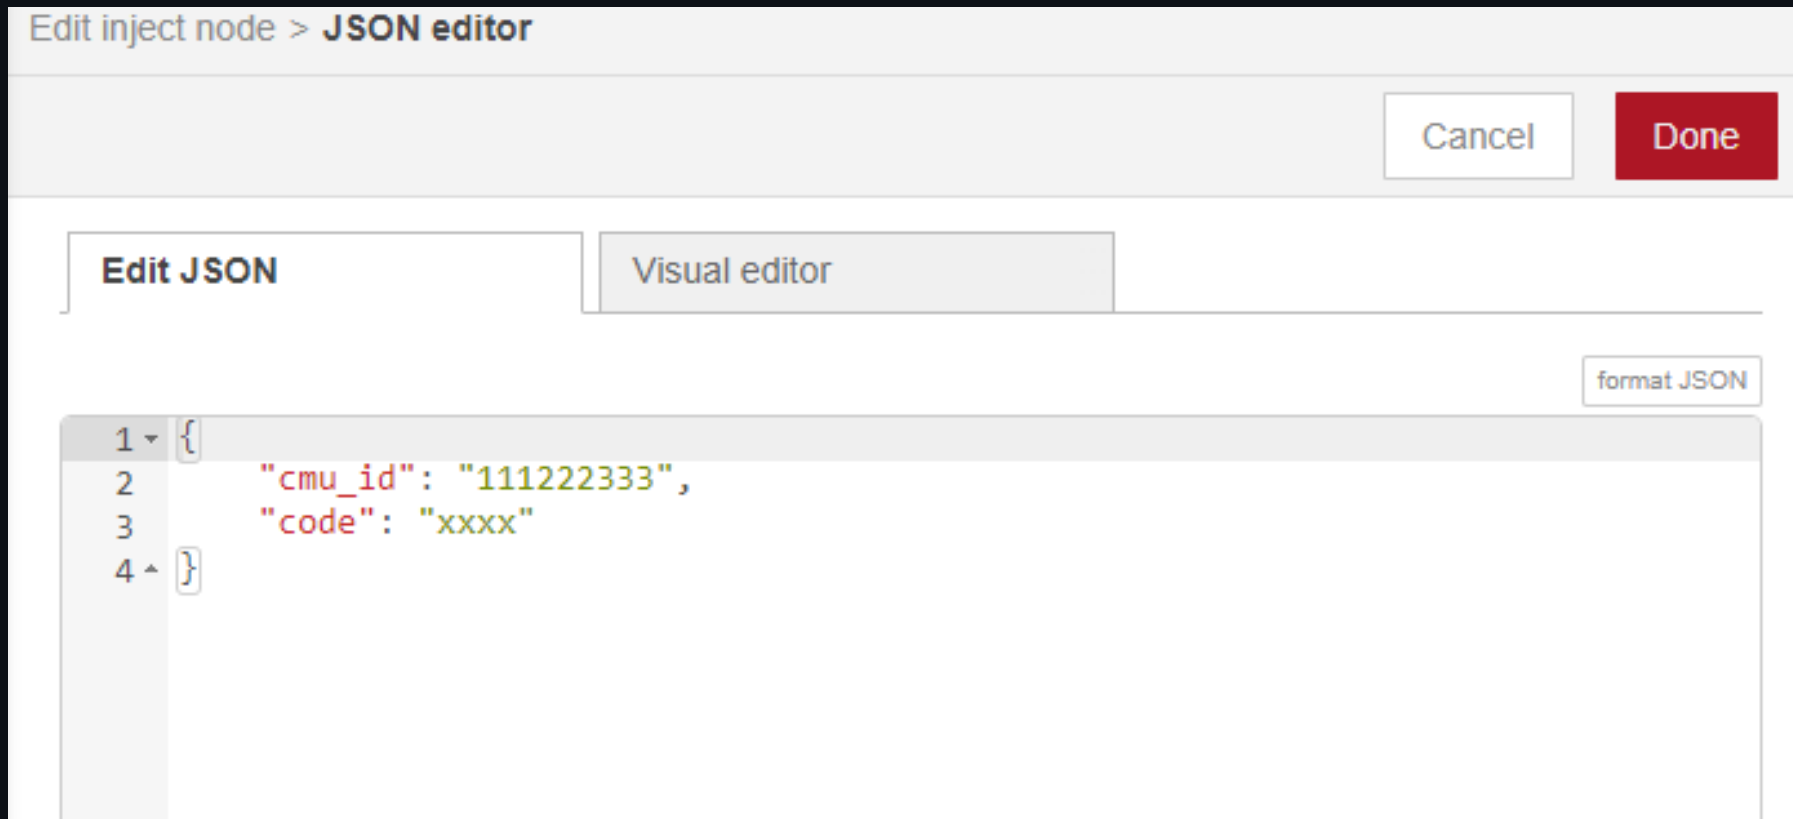 Edit inject node > JSON editor
Cancel
Done
Edit JSON
Visual editor
format JSON
1 {
2 "cmu_id": "111222333",
3 "code": "xxxx"
4 }